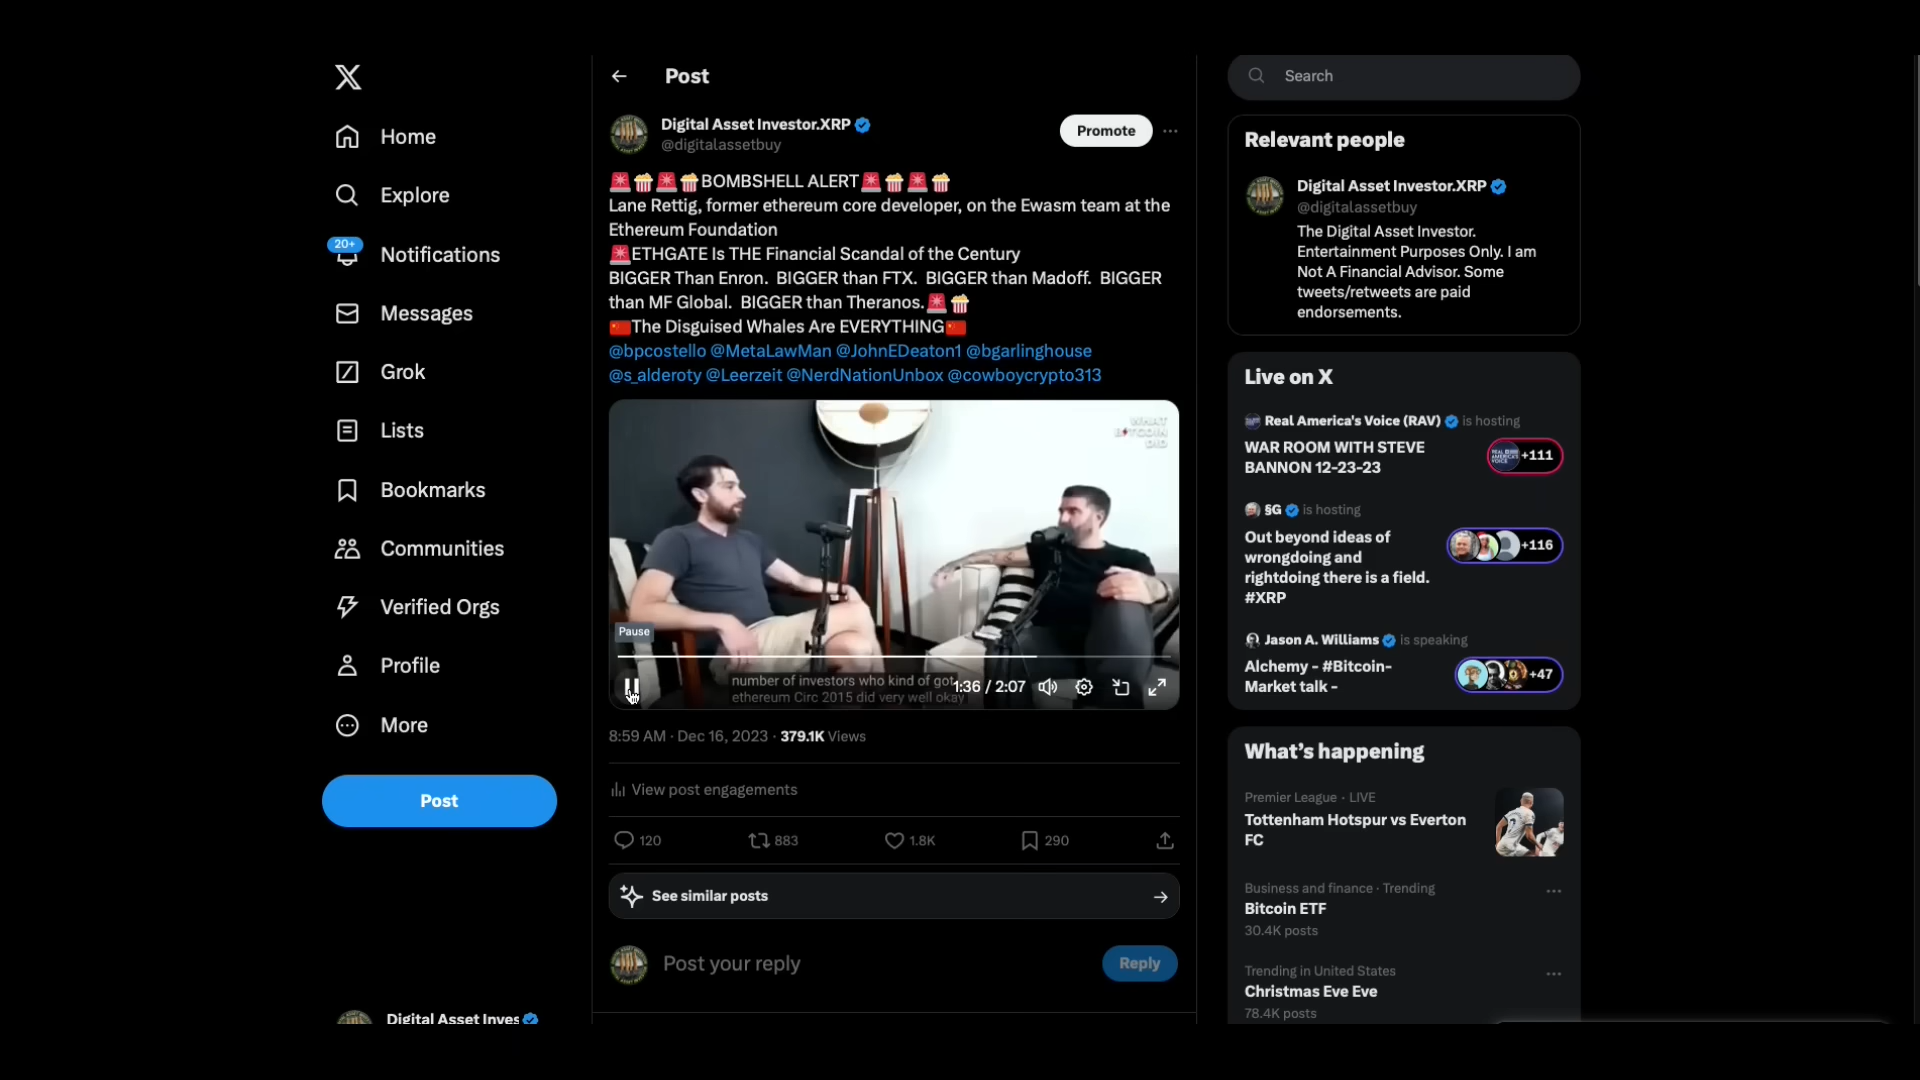 Home
Explore
20+
Notifications
Messages
Grok
Lists
Bookmarks
Communities
Verified Orgs
Profile
More
Post
Digital Asset Inves
Post
Digital Asset Investor.XRP
@digitalassetbuy
Promote
🚨🍿🚨🍿BOMBSHELL ALERT🚨🍿🚨🍿
Lane Rettig, former ethereum core developer, on the Ewasm team at the
Ethereum Foundation
🚨ETHGATE Is THE Financial Scandal of the Century
BIGGER Than Enron. BIGGER than FTX. BIGGER than Madoff. BIGGER
than MF Global. BIGGER than Theranos.🚨🍿
🇨🇳The Disguised Whales Are EVERYTHING🇨🇳
@bpcostello @MetaLawMan @JohnEDeaton1 @bgarlinghouse
@s_alderoty @Leerzeit @NerdNationUnbox @cowboycrypto313
WHAT
BITCOIN
DID
Pause
number of investors who kind of got
ethereum Circ 2015 did very well okay
1:36 / 2:07
8:59 AM · Dec 16, 2023 · 379.1K Views
View post engagements
120
883
1.8K
290
See similar posts
Post your reply
Reply
Search
Relevant people
Digital Asset Investor.XRP
@digitalassetbuy
The Digital Asset Investor.
Entertainment Purposes Only. I am
Not A Financial Advisor. Some
tweets/retweets are paid
endorsements.
Live on X
Real America's Voice (RAV) is hosting
WAR ROOM WITH STEVE
BANNON 12-23-23
+111
§G is hosting
Out beyond ideas of
wrongdoing and
rightdoing there is a field.
#XRP
+116
Jason A. Williams is speaking
Alchemy - #Bitcoin-
Market talk -
+47
What's happening
Premier League · LIVE
Tottenham Hotspur vs Everton
FC
Business and finance · Trending
Bitcoin ETF
30.4K posts
Trending in United States
Christmas Eve Eve
78.4K posts